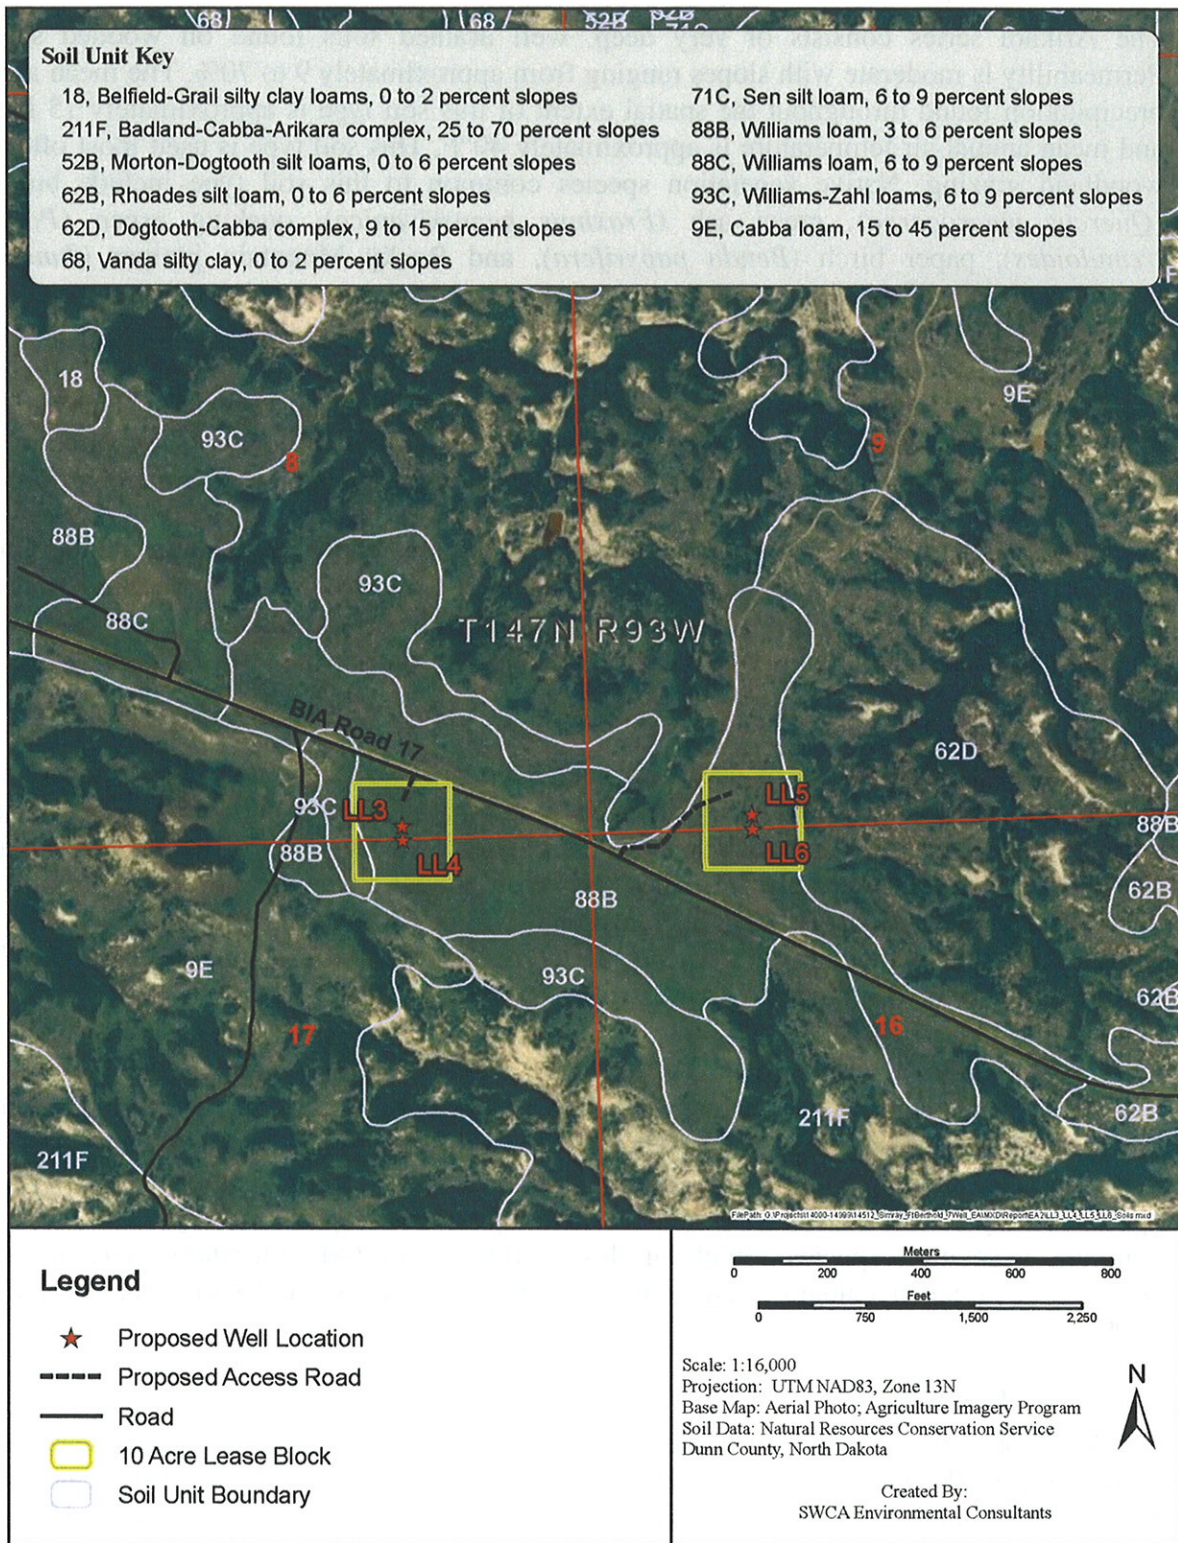 68
68
52B
52B
Soil Unit Key
18, Belfield-Grail silty clay loams, 0 to 2 percent slopes
211F, Badland-Cabba-Arikara complex, 25 to 70 percent slopes
52B, Morton-Dogtooth silt loams, 0 to 6 percent slopes
62B, Rhoades silt loam, 0 to 6 percent slopes
62D, Dogtooth-Cabba complex, 9 to 15 percent slopes
68, Vanda silty clay, 0 to 2 percent slopes
71C, Sen silt loam, 6 to 9 percent slopes
88B, Williams loam, 3 to 6 percent slopes
88C, Williams loam, 6 to 9 percent slopes
93C, Williams-Zahl loams, 6 to 9 percent slopes
9E, Cabba loam, 15 to 45 percent slopes
F
18
9E
93C
8
9
88B
93C
88C
T147N R93W
BIA Road 17
62D
93C
LL3
LL4
LL5
LL6
88B
88B
88B
62B
9E
93C
62B
17
16
211F
62B
211F
Legend
Proposed Well Location
Proposed Access Road
Road
10 Acre Lease Block
Soil Unit Boundary
Meters
0 200 400 600 800
Feet
0 750 1,500 2,250
Scale: 1:16,000
Projection: UTM NAD83, Zone 13N
Base Map: Aerial Photo; Agriculture Imagery Program
Soil Data: Natural Resources Conservation Service
Dunn County, North Dakota
N
Created By:
SWCA Environmental Consultants